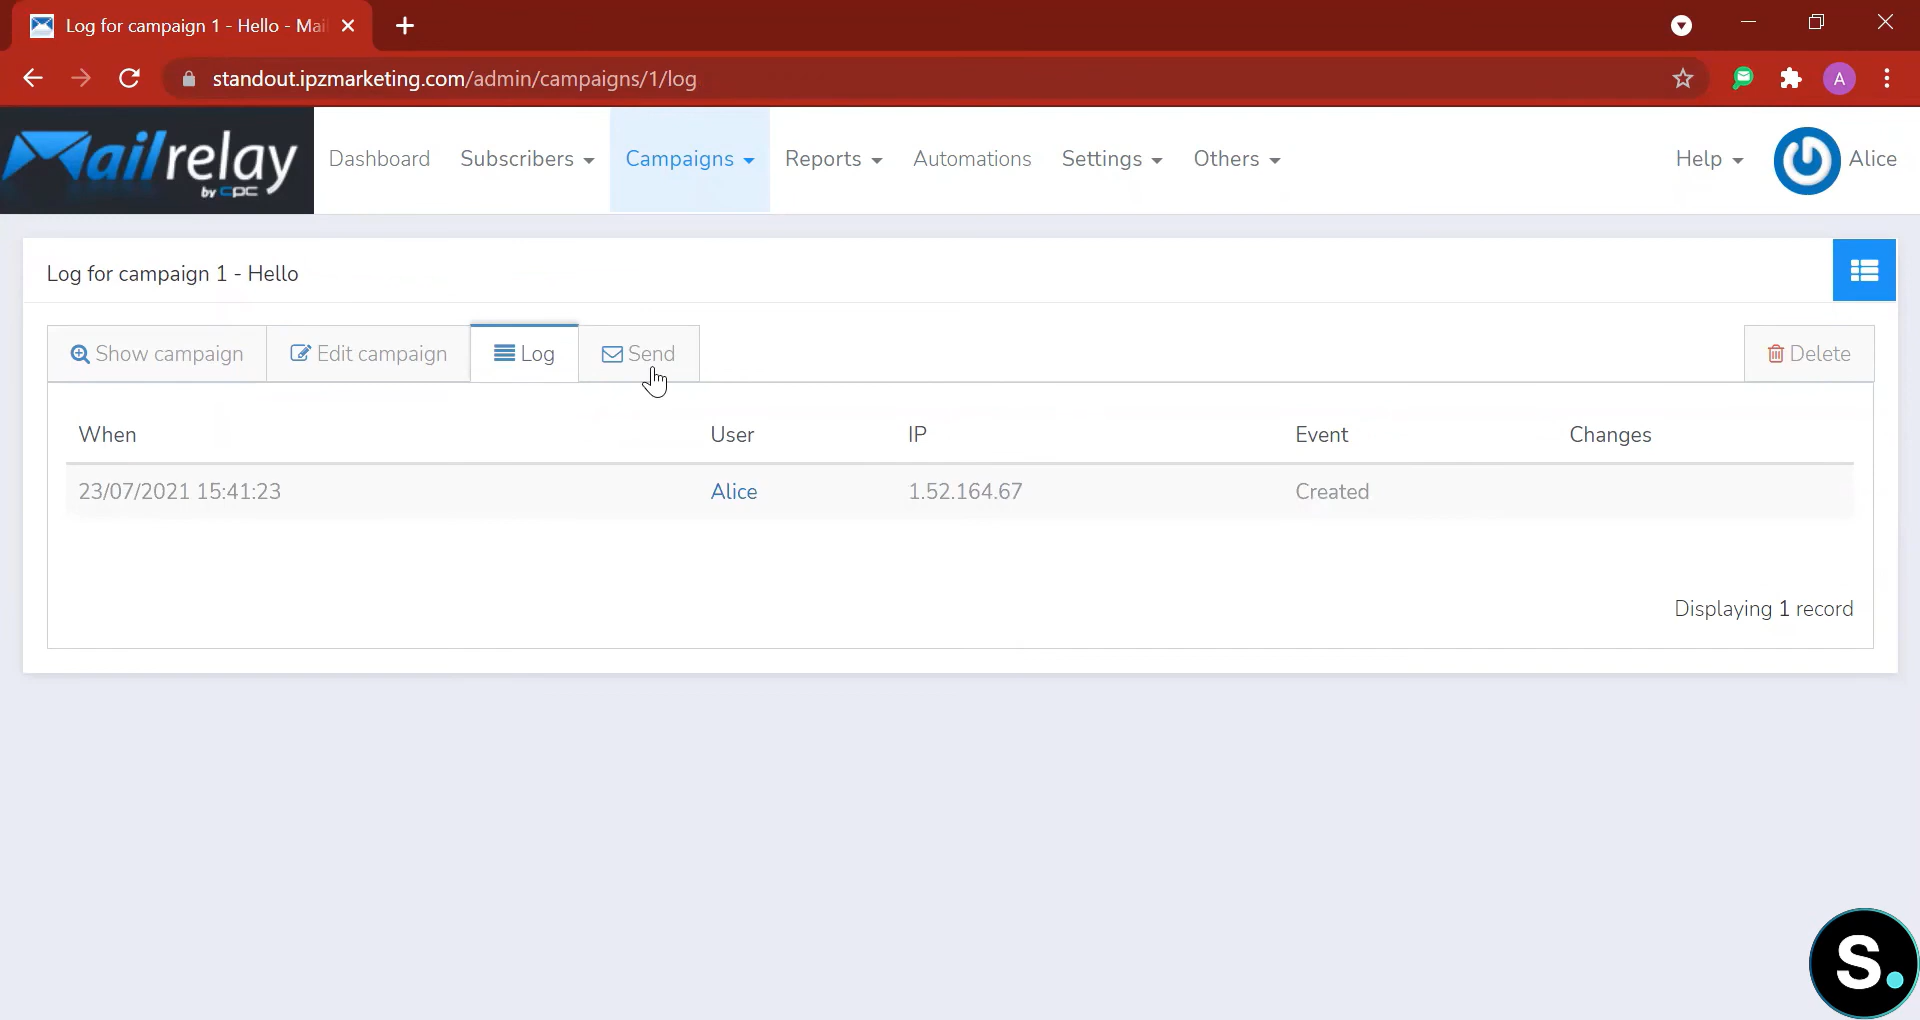 Log for campaign 1 - Hello - Mai
standout.ipzmarketing.com/admin/campaigns/1/log
A
Mailrelay
by cpc
Dashboard Subscribers Campaigns Reports Automations Settings Others Help Alice
Log for campaign 1 - Hello
Show campaign Edit campaign Log Send Delete
When User IP Event Changes
23/07/2021 15:41:23 Alice 1.52.164.67 Created
Displaying 1 record
S.